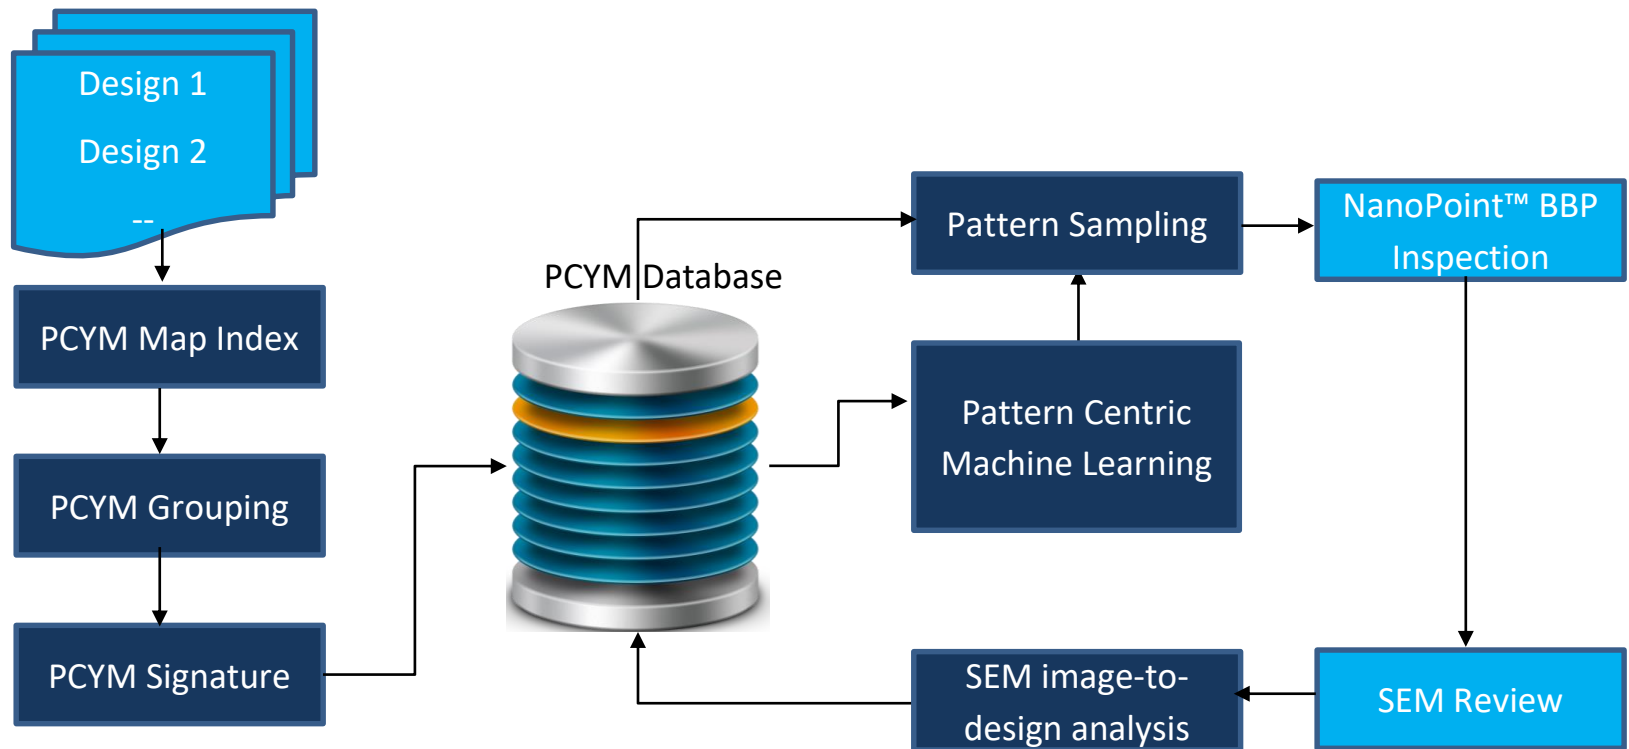 Design 1
Design 2
--
PCYM Map Index
PCYM Grouping
PCYM Signature
PCYM Database
Pattern Sampling
Pattern Centric
Machine Learning
NanoPoint™ BBP
Inspection
SEM Review
SEM image-to-
design analysis